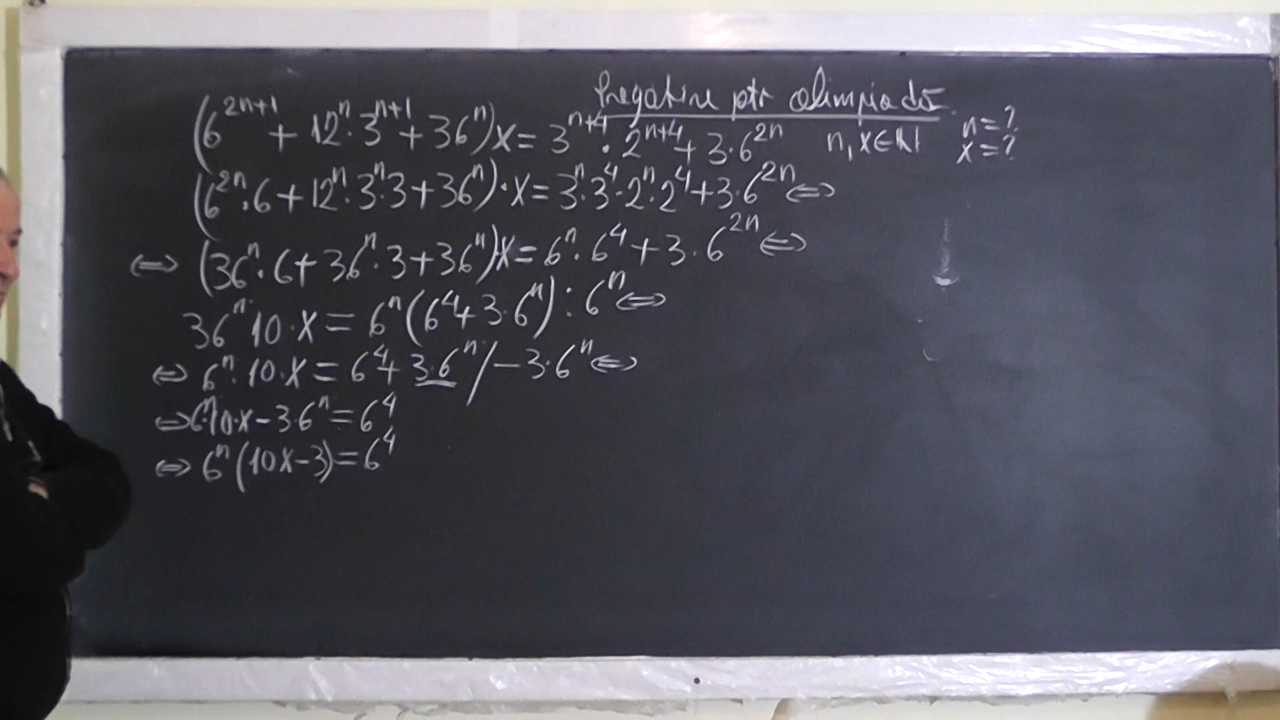 Pregătire ptr olimpiadă
(6^{2n+1} + 12^n · 3^{n+1} + 36^n)x = 3^{n+4} · 2^{n+4} + 3·6^{2n} n, x ∈ ℕ n = ?
x = ?
(6^{2n}·6 + 12^n·3^n·3 + 36^n)·x = 3^n·3^4·2^n·2^4 + 3·6^{2n} ⇔
⇔ (36^n·6 + 36^n·3 + 36^n)x = 6^n·6^4 + 3·6^{2n} ⇔
36^n 10·x = 6^n(6^4 + 3·6^n) : 6^n ⇔
⇔ 6^n·10·x = 6^4 + 3·6^n / −3·6^n ⇔
⇔ 6^n·10·x − 3·6^n = 6^4
⇔ 6^n(10x−3) = 6^4